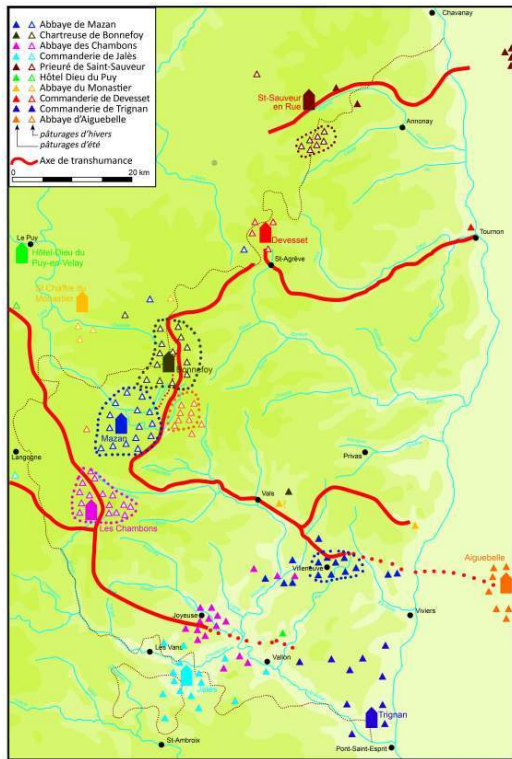 Abbaye de Mazan
Chartreuse de Bonnefoy
Abbaye des Chambons
Commanderie de Jalès
Prieuré de Saint-Sauveur
Hôtel Dieu du Puy
Abbaye du Monastier
Commanderie de Devesset
Commanderie de Trignan
Abbaye d'Aiguebelle
pâturages d'hivers
pâturages d'été
Axe de transhumance
0 20 km
Chavanay
St-Sauveur
en Rue
Annonay
Devesset
Tournon
St-Agrève
Le Puy
Hôtel-Dieu du
Puy-en-Velay
St Chaffre du
Monastier
Bonnefoy
Mazan
Langogne
Privas
Les Chambons
Vals
Aiguebelle
Villeneuve
Viviers
Joyeuse
Les Vans
Vallon
Jalès
Trignan
St-Ambroix
Pont-Saint-Esprit